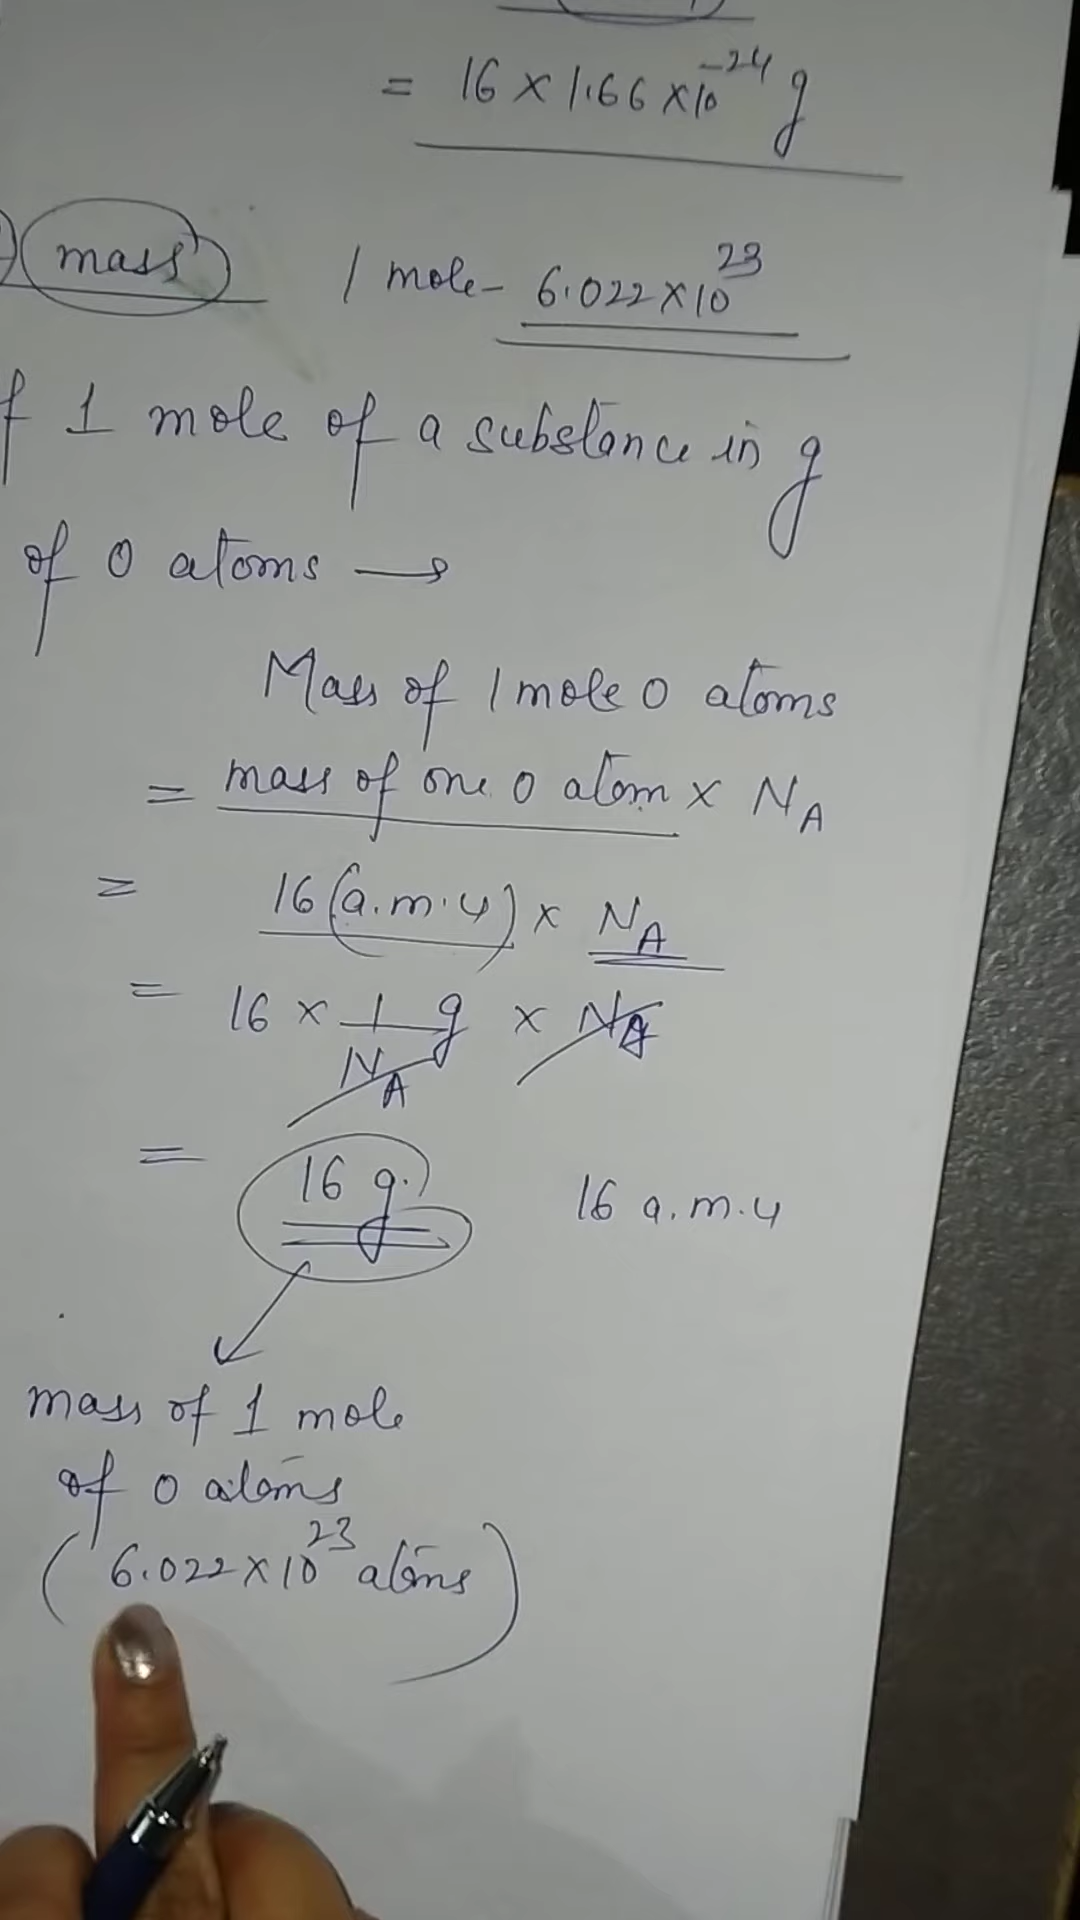 = 16 × 1.66 × 10⁻²⁴ g
mass 1 mole - 6.022 × 10²³
f 1 mole of a substance in g
of O atoms →
Mass of 1 mole O atoms
= mass of one O atom × N_A
= 16 (a.m.u) × N_A
= 16 × 1/N_A g × N_A
= 16 g. 16 a.m.u
mass of 1 mole
of O atoms
(6.022 × 10²³ atoms)